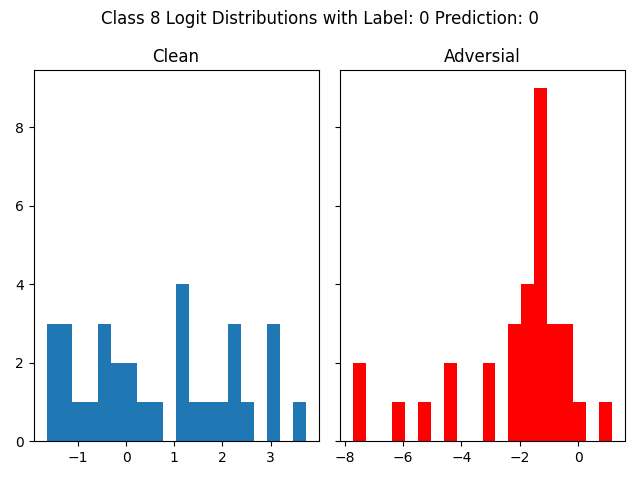 Class 8 Logit Distributions with Label: 0 Prediction: 0
Clean
Adversial
8
6
4
2
0
−1 0 1 2 3
−8 −6 −4 −2 0